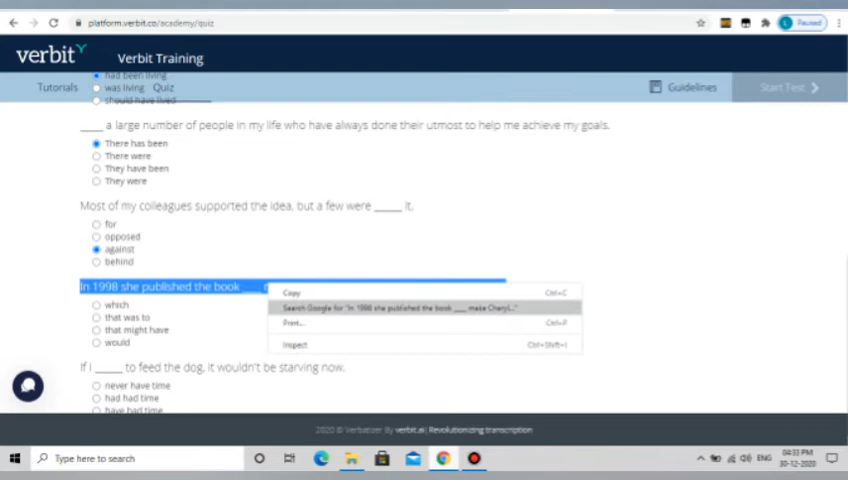 platform.verbit.co/academy/quiz
Paused
verbit
Verbit Training
Tutorials
Quiz
Guidelines
Start Test
had been living
was living
should have lived
____ a large number of people in my life who have always done their utmost to help me achieve my goals.
There has been
There were
They have been
They were
Most of my colleagues supported the idea, but a few were ____ it.
for
opposed
against
behind
In 1998 she published the book ____
Copy Ctrl+C
Search Google for "In 1998 she published the book ____ make Cheryl..."
Print... Ctrl+P
Inspect Ctrl+Shift+I
which
that was to
that might have
would
If I ____ to feed the dog, it wouldn't be starving now.
never have time
had had time
have had time
2020 © Verbatizer By verbit.ai| Revolutionizing transcription
Type here to search
ENG
04:33 PM
30-12-2020